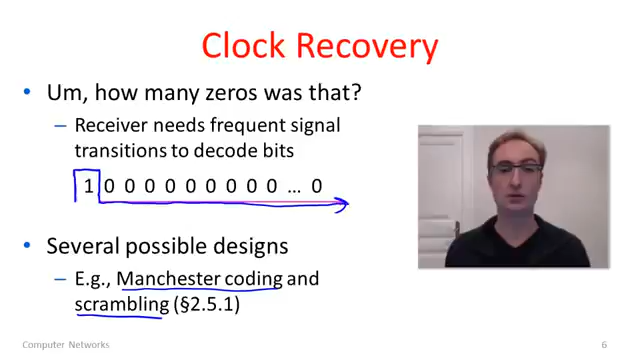 Clock Recovery
• Um, how many zeros was that?
– Receiver needs frequent signal
transitions to decode bits
1 0 0 0 0 0 0 0 0 0 … 0
• Several possible designs
– E.g., Manchester coding and
scrambling (§2.5.1)
Computer Networks
6